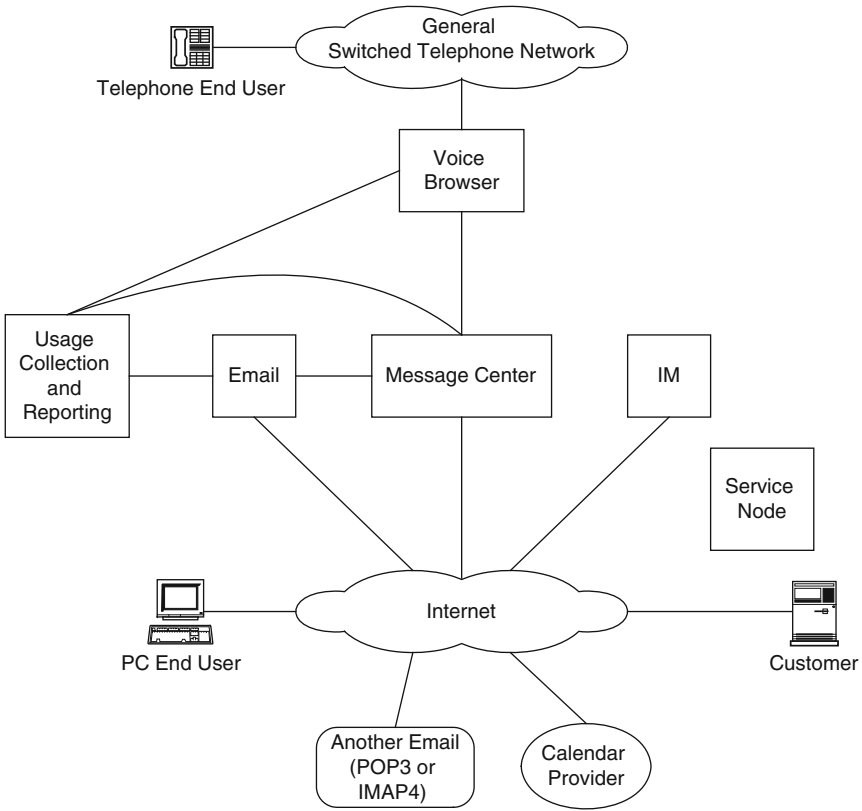 General
Switched Telephone Network
Telephone End User
Voice
Browser
Usage
Collection
and
Reporting
Email
Message Center
IM
Service
Node
Internet
PC End User
Customer
Another Email
(POP3 or
IMAP4)
Calendar
Provider